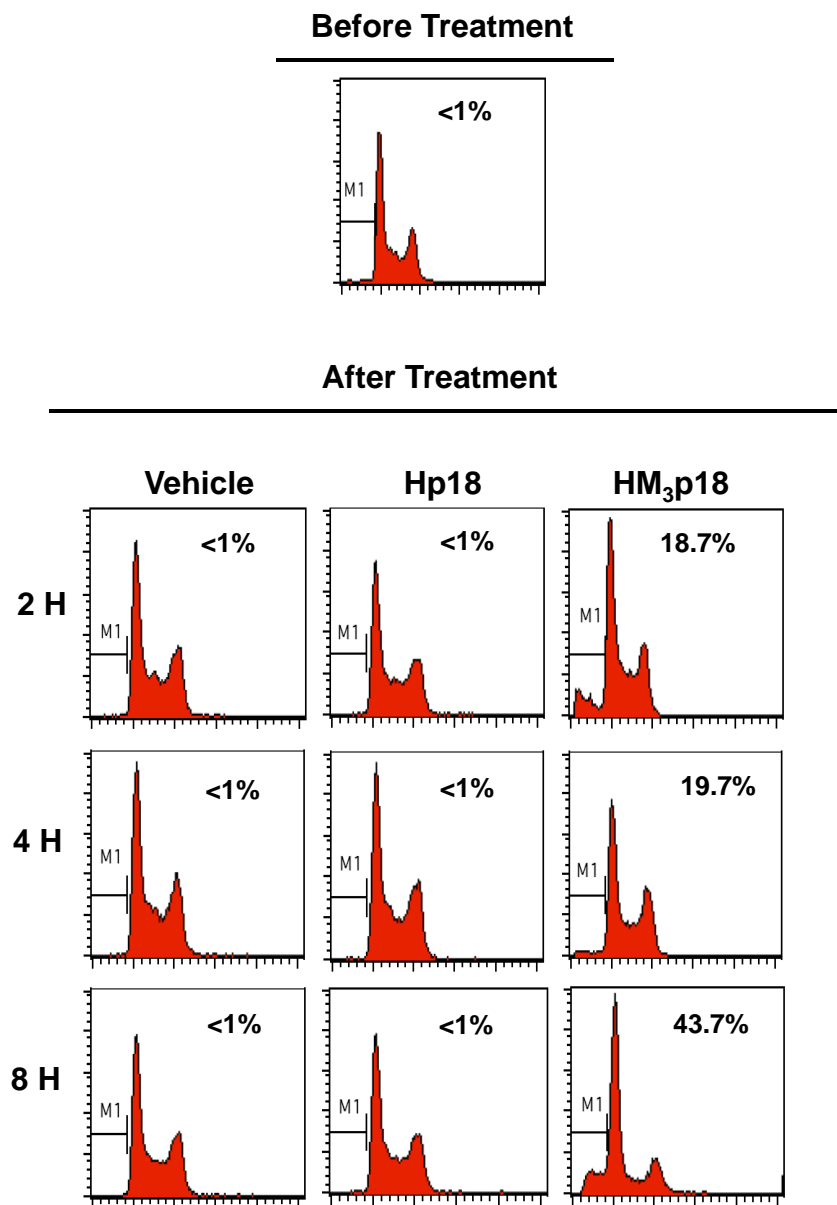 Before Treatment
<1%
M1
After Treatment
Vehicle Hp18 HM₃p18
2 H
<1% <1% 18.7%
M1 M1 M1
4 H
<1% <1% 19.7%
M1 M1 M1
8 H
<1% <1% 43.7%
M1 M1 M1